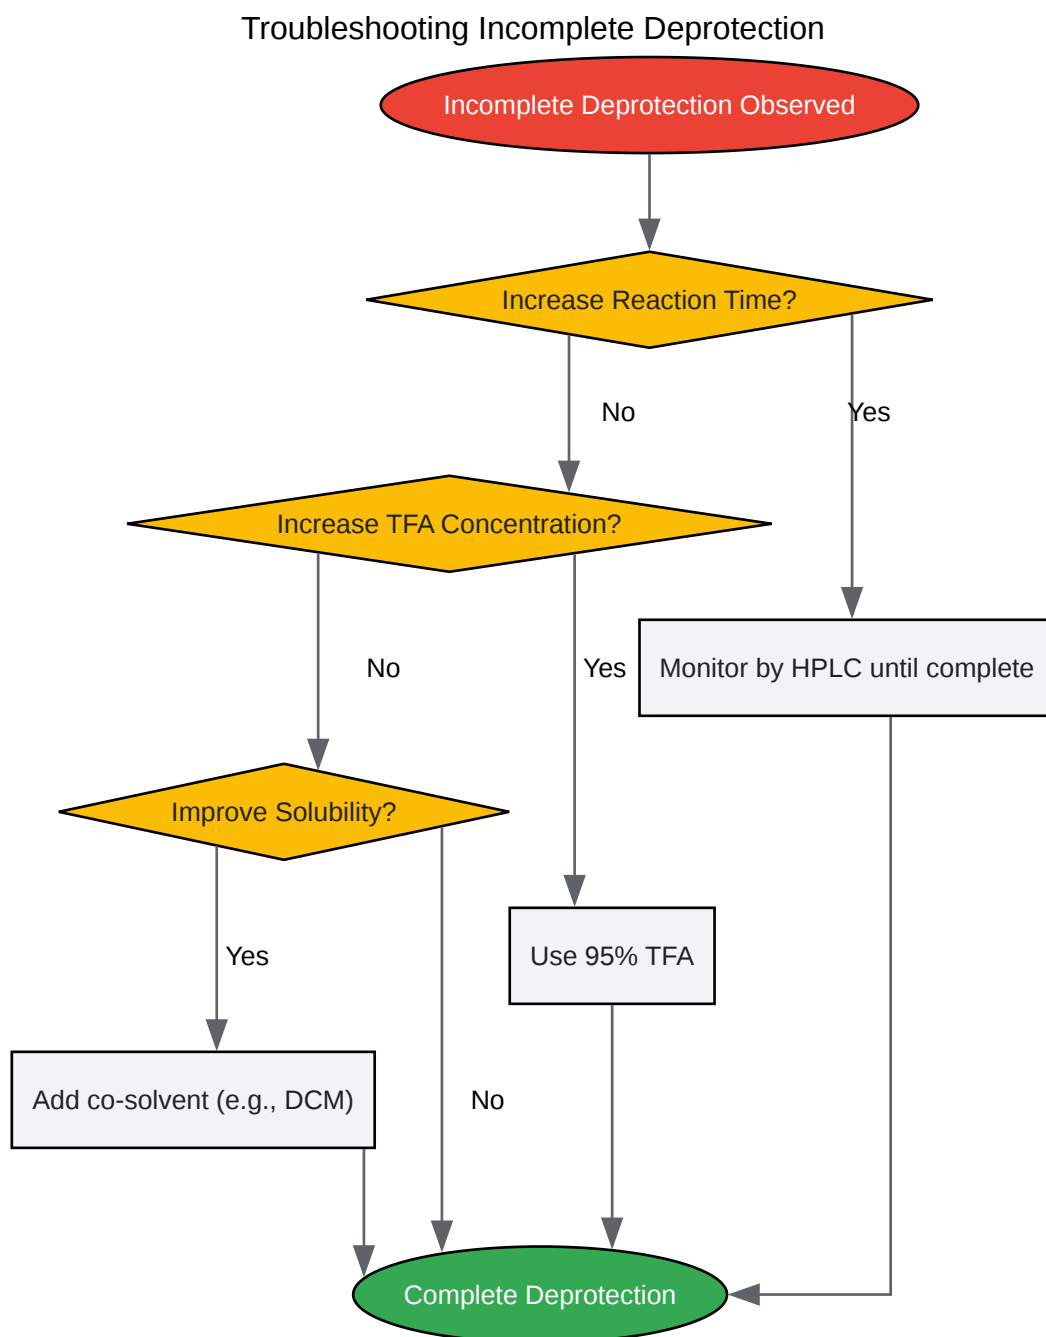 Troubleshooting Incomplete Deprotection
Incomplete Deprotection Observed
Increase Reaction Time?
No
Yes
Increase TFA Concentration?
No
Yes
Monitor by HPLC until complete
Improve Solubility?
Yes
Use 95% TFA
Add co-solvent (e.g., DCM)
No
Complete Deprotection